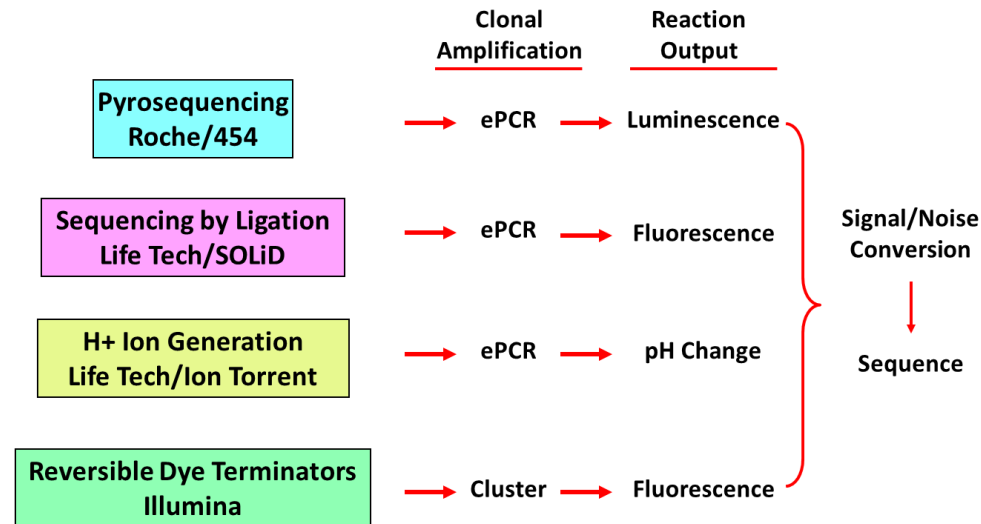 Clonal
Amplification
Reaction
Output
Pyrosequencing
Roche/454
ePCR
Luminescence
Sequencing by Ligation
Life Tech/SOLiD
ePCR
Fluorescence
Signal/Noise
Conversion
H+ Ion Generation
Life Tech/Ion Torrent
ePCR
pH Change
Sequence
Reversible Dye Terminators
Illumina
Cluster
Fluorescence